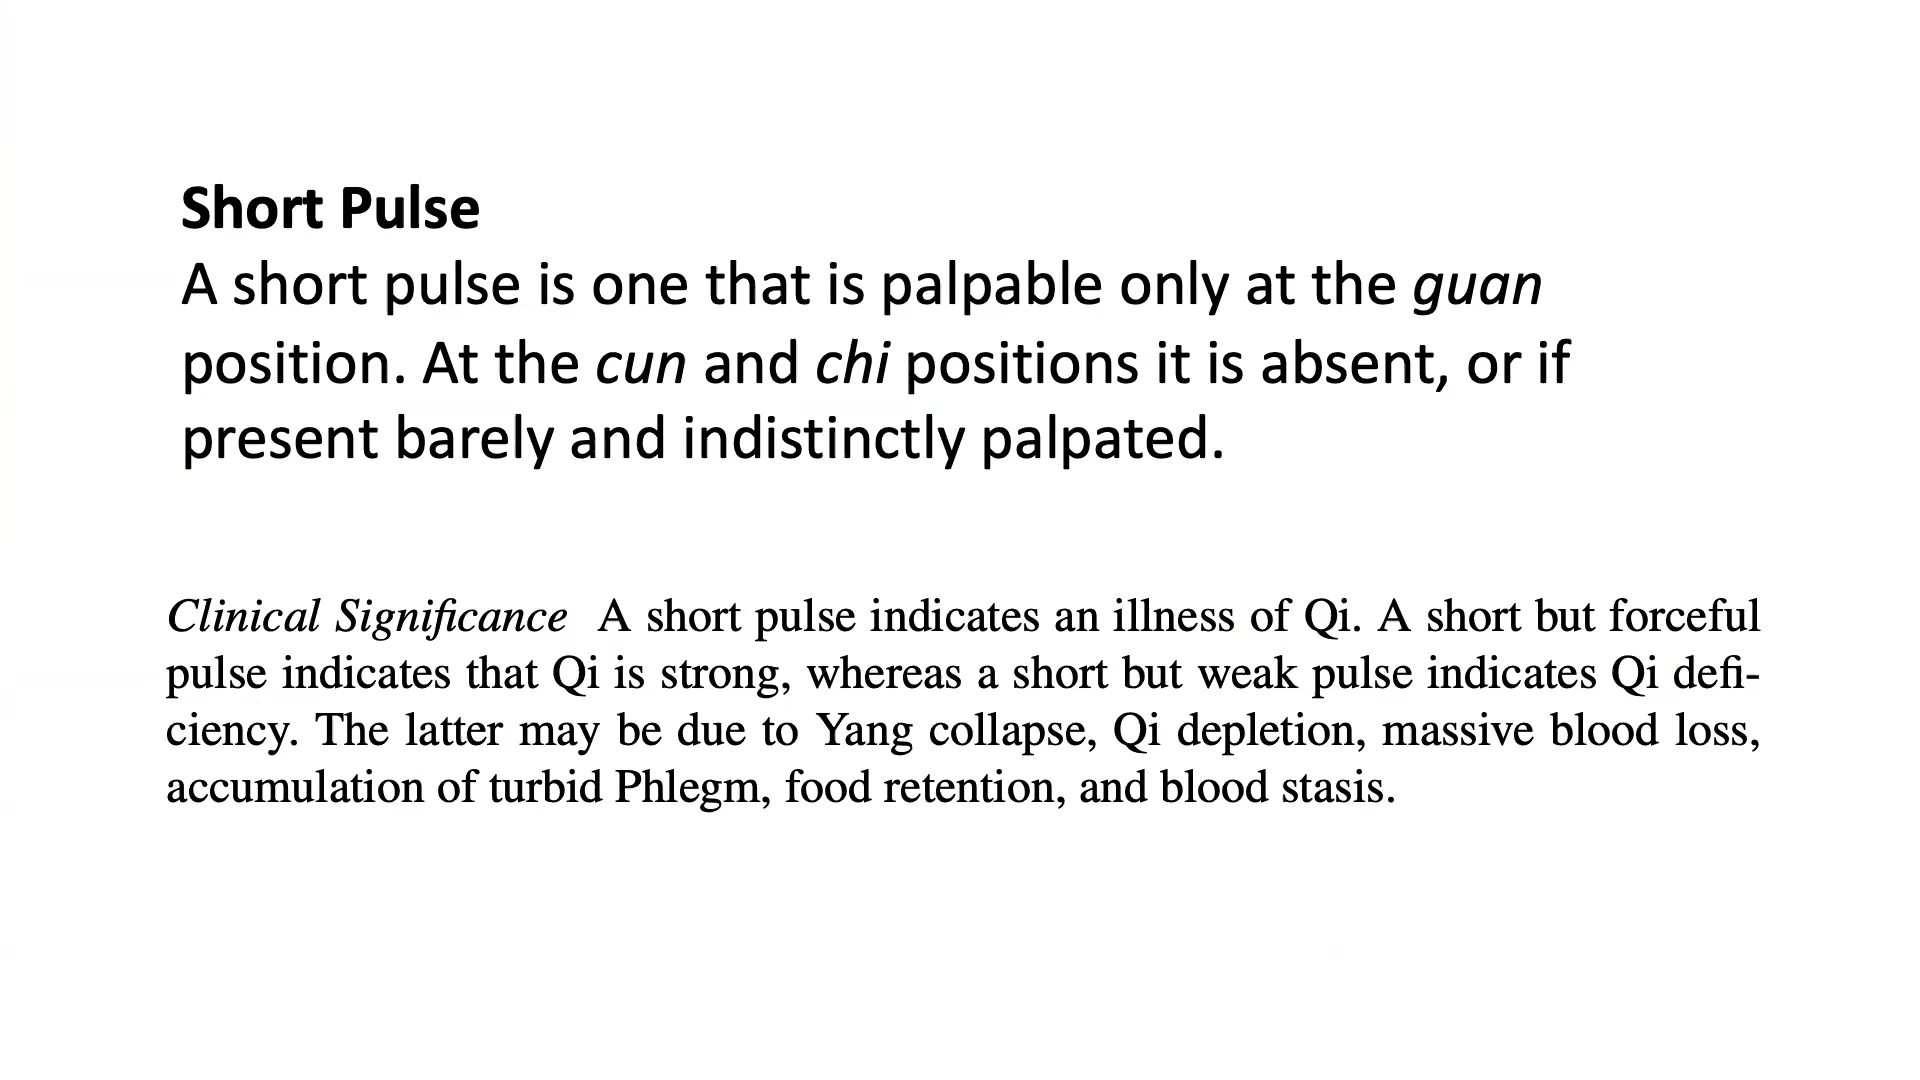 Short Pulse
A short pulse is one that is palpable only at the guan
position. At the cun and chi positions it is absent, or if
present barely and indistinctly palpated.
Clinical Significance A short pulse indicates an illness of Qi. A short but forceful
pulse indicates that Qi is strong, whereas a short but weak pulse indicates Qi defi-
ciency. The latter may be due to Yang collapse, Qi depletion, massive blood loss,
accumulation of turbid Phlegm, food retention, and blood stasis.